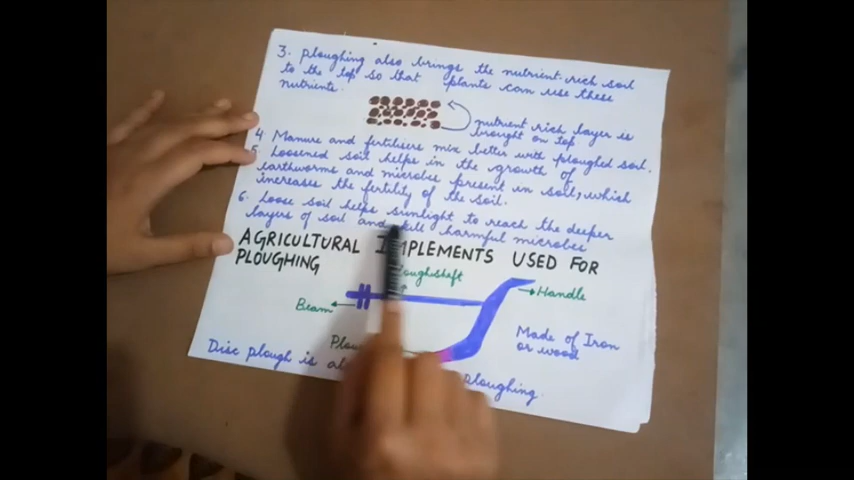 3. Ploughing also brings the nutrient-rich soil
to the top so that plants can use these
nutrients.
nutrient rich layer is
brought on top
4 Manure and fertilisers mix better with ploughed soil.
5. Loosened soil helps in the growth of
earthworms and microbes present in soil, which
increases the fertility of the soil.
6. Loose soil helps sunlight to reach the deeper
layers of soil and kill harmful microbes
AGRICULTURAL IMPLEMENTS USED FOR
PLOUGHING
Ploughshaft
Handle
Beam
Made of Iron
or wood
Disc plough is
ploughing.